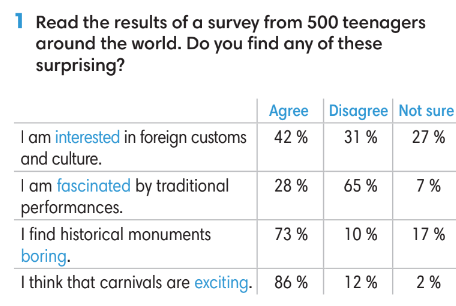 1 Read the results of a survey from 500 teenagers
around the world. Do you find any of these
surprising?
Agree Disagree Not sure
I am interested in foreign customs 42 % 31 % 27 %
and culture.
I am fascinated by traditional 28 % 65 % 7 %
performances.
I find historical monuments 73 % 10 % 17 %
boring.
I think that carnivals are exciting. 86 % 12 % 2 %